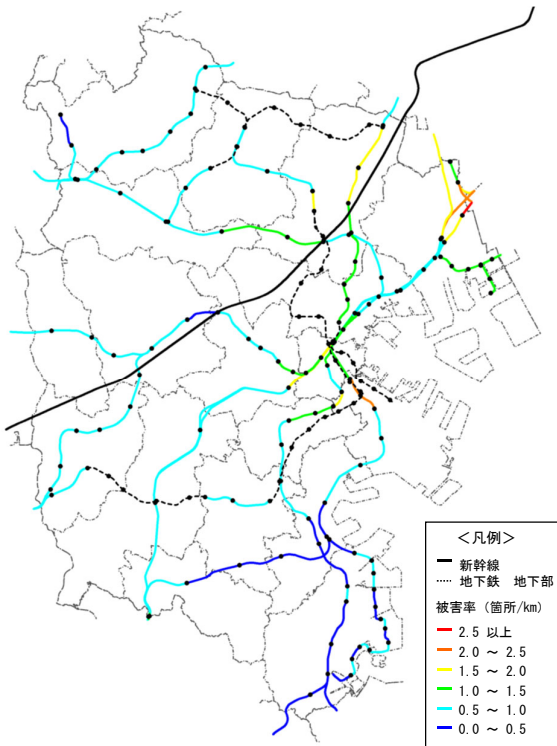 ＜凡例＞
新幹線
地下鉄 地下部
被害率（箇所/km）
2.5 以上
2.0 ～ 2.5
1.5 ～ 2.0
1.0 ～ 1.5
0.5 ～ 1.0
0.0 ～ 0.5